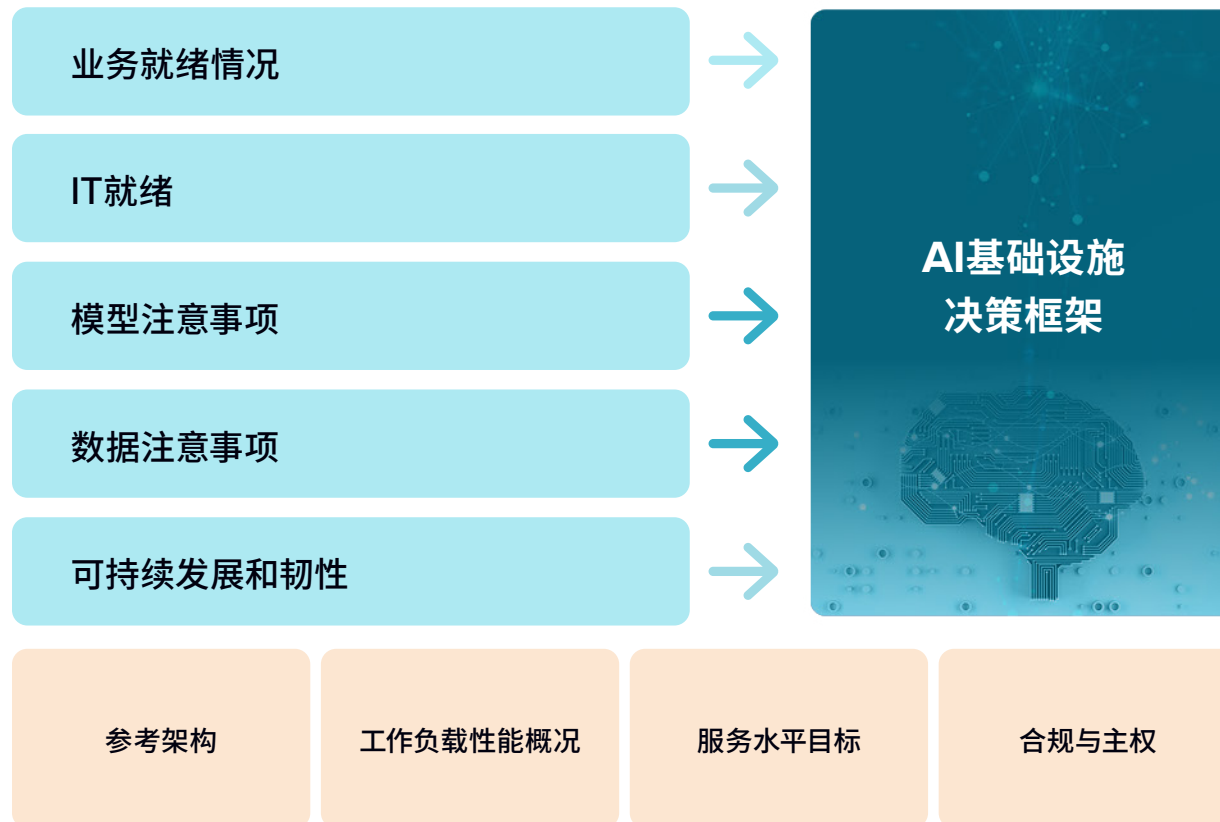 业务就绪情况
IT就绪
模型注意事项
数据注意事项
可持续发展和韧性
AI基础设施
决策框架
参考架构
工作负载性能概况
服务水平目标
合规与主权